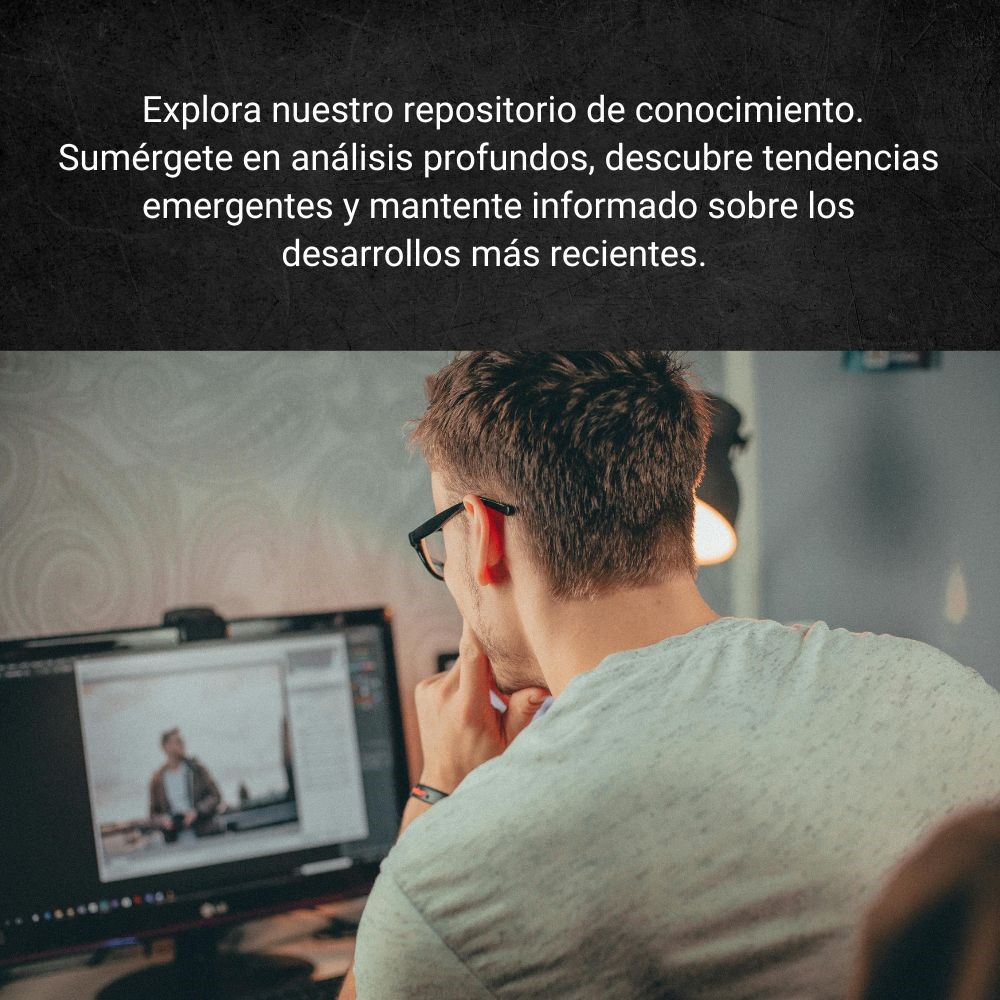 Explora nuestro repositorio de conocimiento.
Sumérgete en análisis profundos, descubre tendencias
emergentes y mantente informado sobre los
desarrollos más recientes.
LG